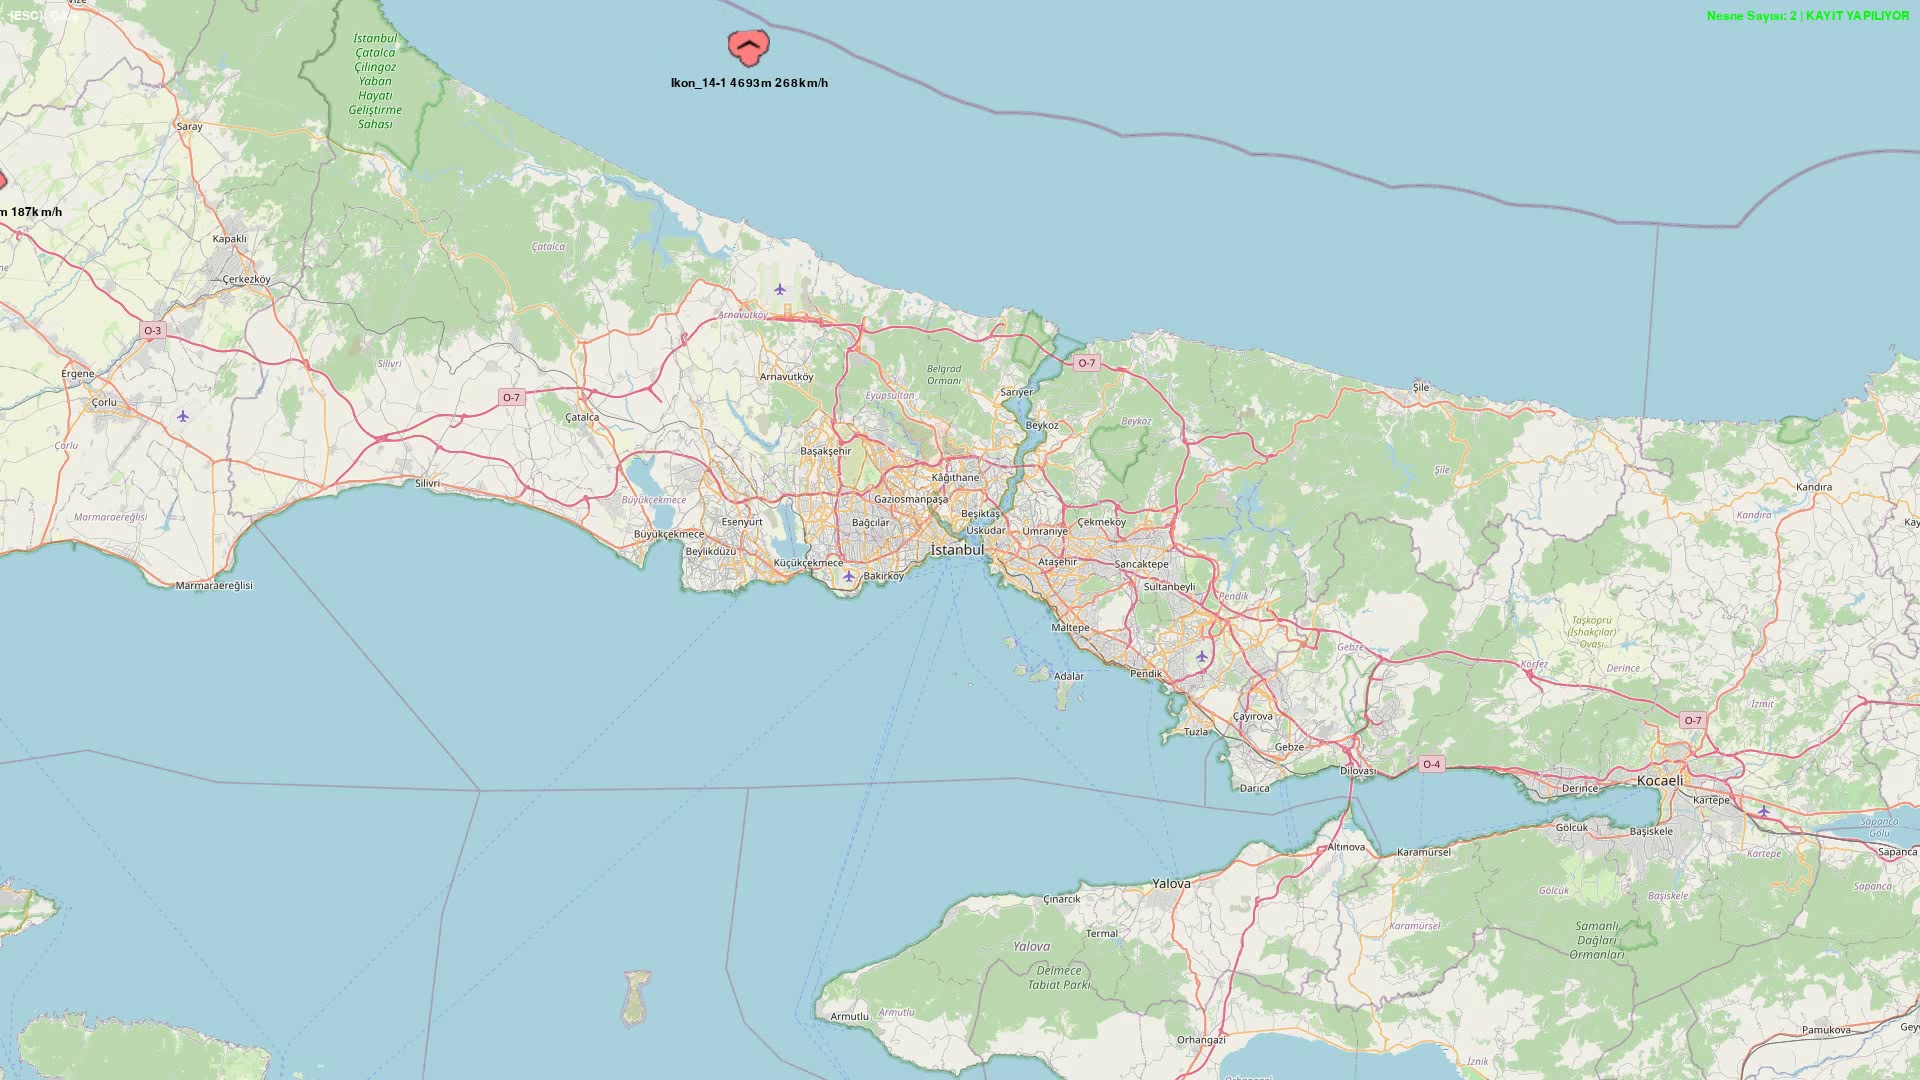 [ESC]: Çıkış
Nesne Sayısı: 2 | KAYIT YAPILIYOR
Vize
İstanbul
Çatalca
Çilingoz
Yaban
Hayatı
Geliştirme
Sahası
Ikon_14-1 4693m 268km/h
Saray
m 187km/h
Kapaklı
Çatalca
Çerkezköy
O-3
Arnavutköy
O-7
Silivri
Ergene
Çorlu
Çorlu
O-7
Çatalca
Arnavutköy
Belgrad
Ormanı
Eyüpsultan
Sarıyer
Beykoz
Beykoz
Şile
Şile
Başakşehir
Kâğıthane
Gaziosmanpaşa
Beşiktaş
Üsküdar
Ümraniye
Çekmeköy
Kandıra
Kandıra
Kay
Silivri
Marmaraereğlisi
Büyükçekmece
Büyükçekmece
Esenyurt
Bağcılar
Beylikdüzü
Küçükçekmece
Bakırköy
İstanbul
Ataşehir
Sancaktepe
Sultanbeyli
Pendik
Marmaraereğlisi
Maltepe
Adalar
Pendik
Gebze
Taşköprü
(İshakçılar)
Ovası
Körfez
Derince
İzmit
O-7
Çayırova
Tuzla
Gebze
Dilovası
O-4
Darıca
Derince
Kocaeli
Kartepe
Sapanca
Gölü
Gölcük
Başiskele
Sapanca
Kartepe
Altınova
Karamürsel
Yalova
Çınarcık
Gölcük
Başiskele
Sapanca
Termal
Karamürsel
Samanlı
Dağları
Ormanları
Yalova
Delmece
Tabiat Parkı
Armutlu
Armutlu
Orhangazi
İznik
Pamukova
Geyv
Orhangazi